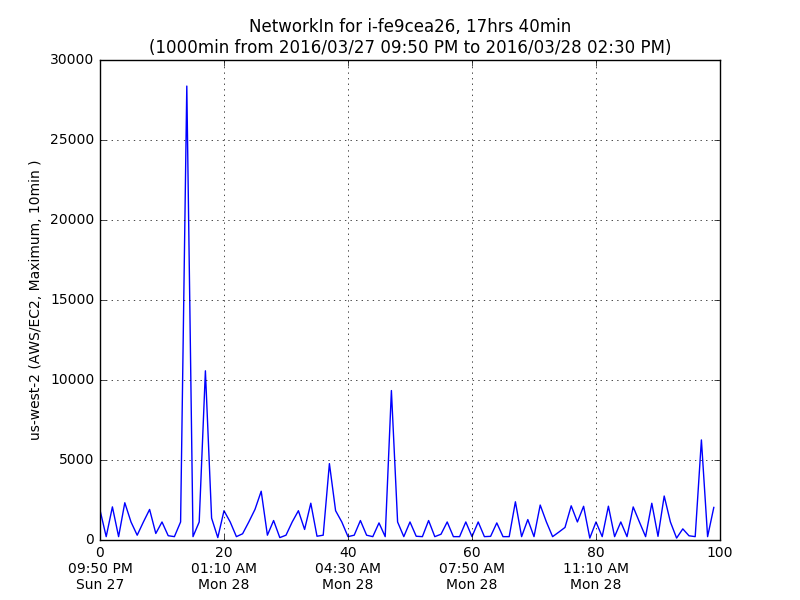 NetworkIn for i-fe9cea26, 17hrs 40min
(1000min from 2016/03/27 09:50 PM to 2016/03/28 02:30 PM)
us-west-2 (AWS/EC2, Maximum, 10min )
30000
25000
20000
15000
10000
5000
0
0 20 40 60 80 100
09:50 PM 01:10 AM 04:30 AM 07:50 AM 11:10 AM
Sun 27 Mon 28 Mon 28 Mon 28 Mon 28